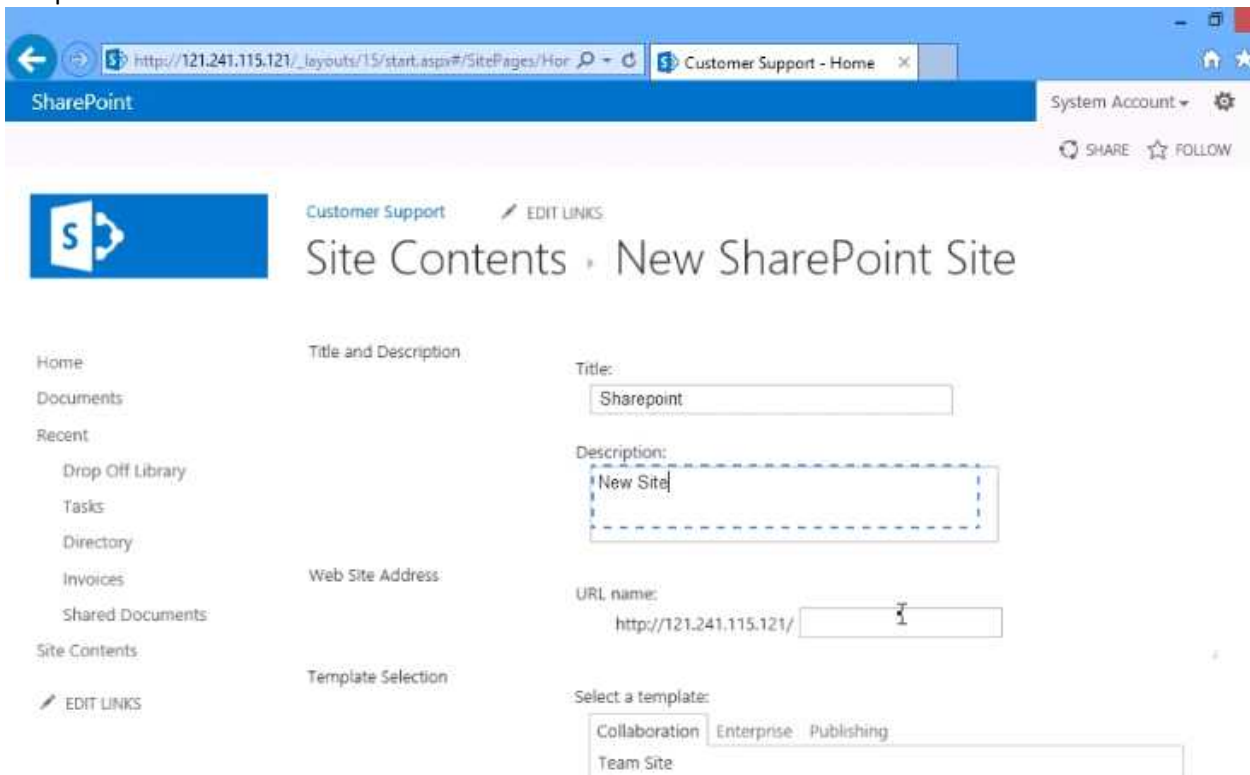 http://121.241.115.121/_layouts/15/start.aspx#/SitePages/Hor
Customer Support - Home
SharePoint
System Account
SHARE FOLLOW
S
Customer Support EDIT LINKS
Site Contents New SharePoint Site
Home
Documents
Recent
Drop Off Library
Tasks
Directory
Invoices
Shared Documents
Site Contents
EDIT LINKS
Title and Description
Title:
Sharepoint
Description:
New Site
Web Site Address
URL name:
http://121.241.115.121/
Template Selection
Select a template:
Collaboration Enterprise Publishing
Team Site